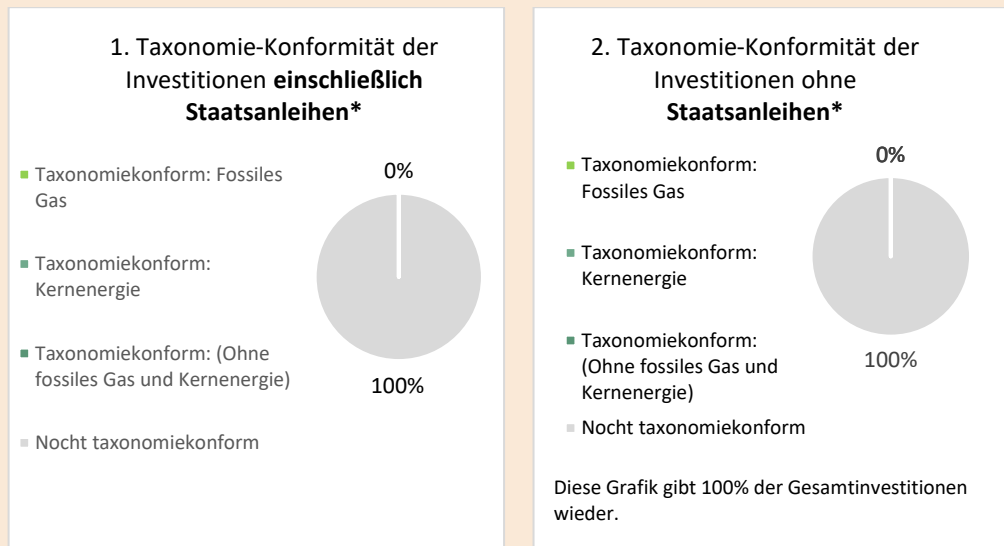 1. Taxonomie-Konformität der
Investitionen einschließlich
Staatsanleihen*
Taxonomiekonform: Fossiles
Gas
Taxonomiekonform:
Kernenergie
Taxonomiekonform: (Ohne
fossiles Gas und Kernenergie)
Nocht taxonomiekonform
0%
100%
2. Taxonomie-Konformität der
Investitionen ohne
Staatsanleihen*
Taxonomiekonform:
Fossiles Gas
Taxonomiekonform:
Kernenergie
Taxonomiekonform:
(Ohne fossiles Gas und
Kernenergie)
Nocht taxonomiekonform
0%
100%
Diese Grafik gibt 100% der Gesamtinvestitionen
wieder.